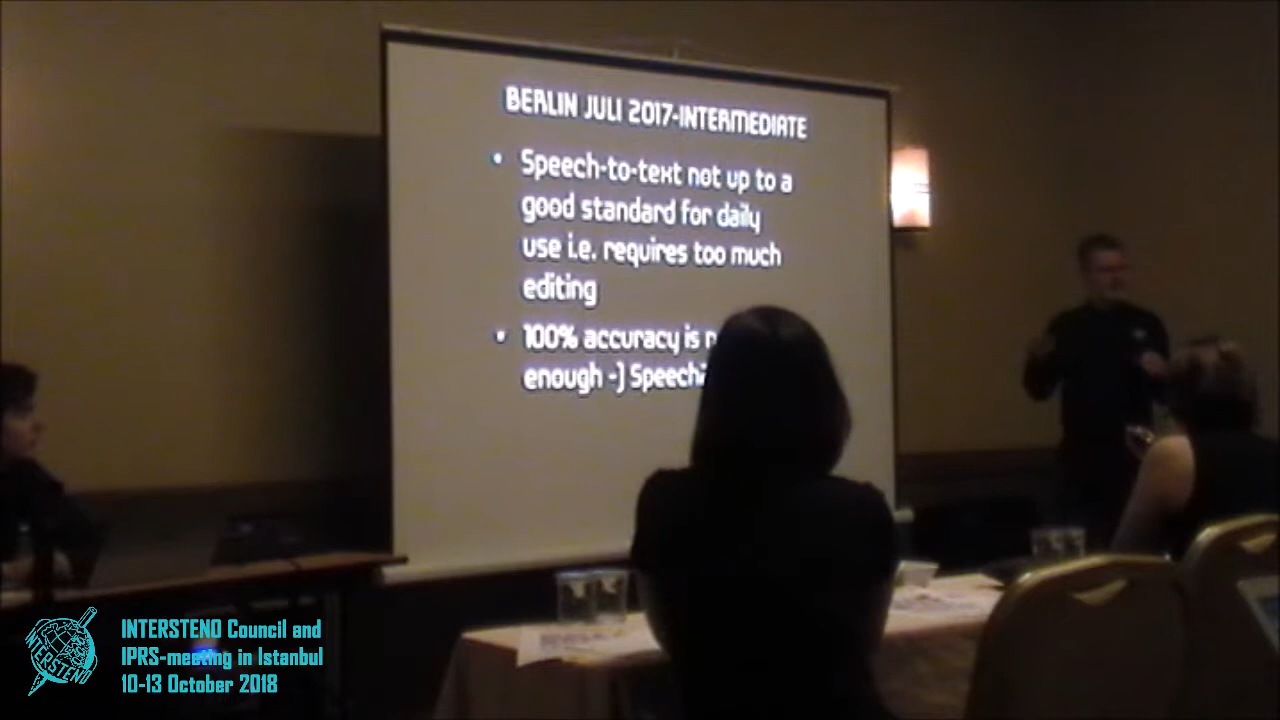 BERLIN JULI 2017-INTERMEDIATE
• Speech-to-text not up to a
good standard for daily
use i.e. requires too much
editing
• 100% accuracy is
enough -)
INTERSTENO
INTERSTENO Council and
IPRS-meeting in Istanbul
10-13 October 2018